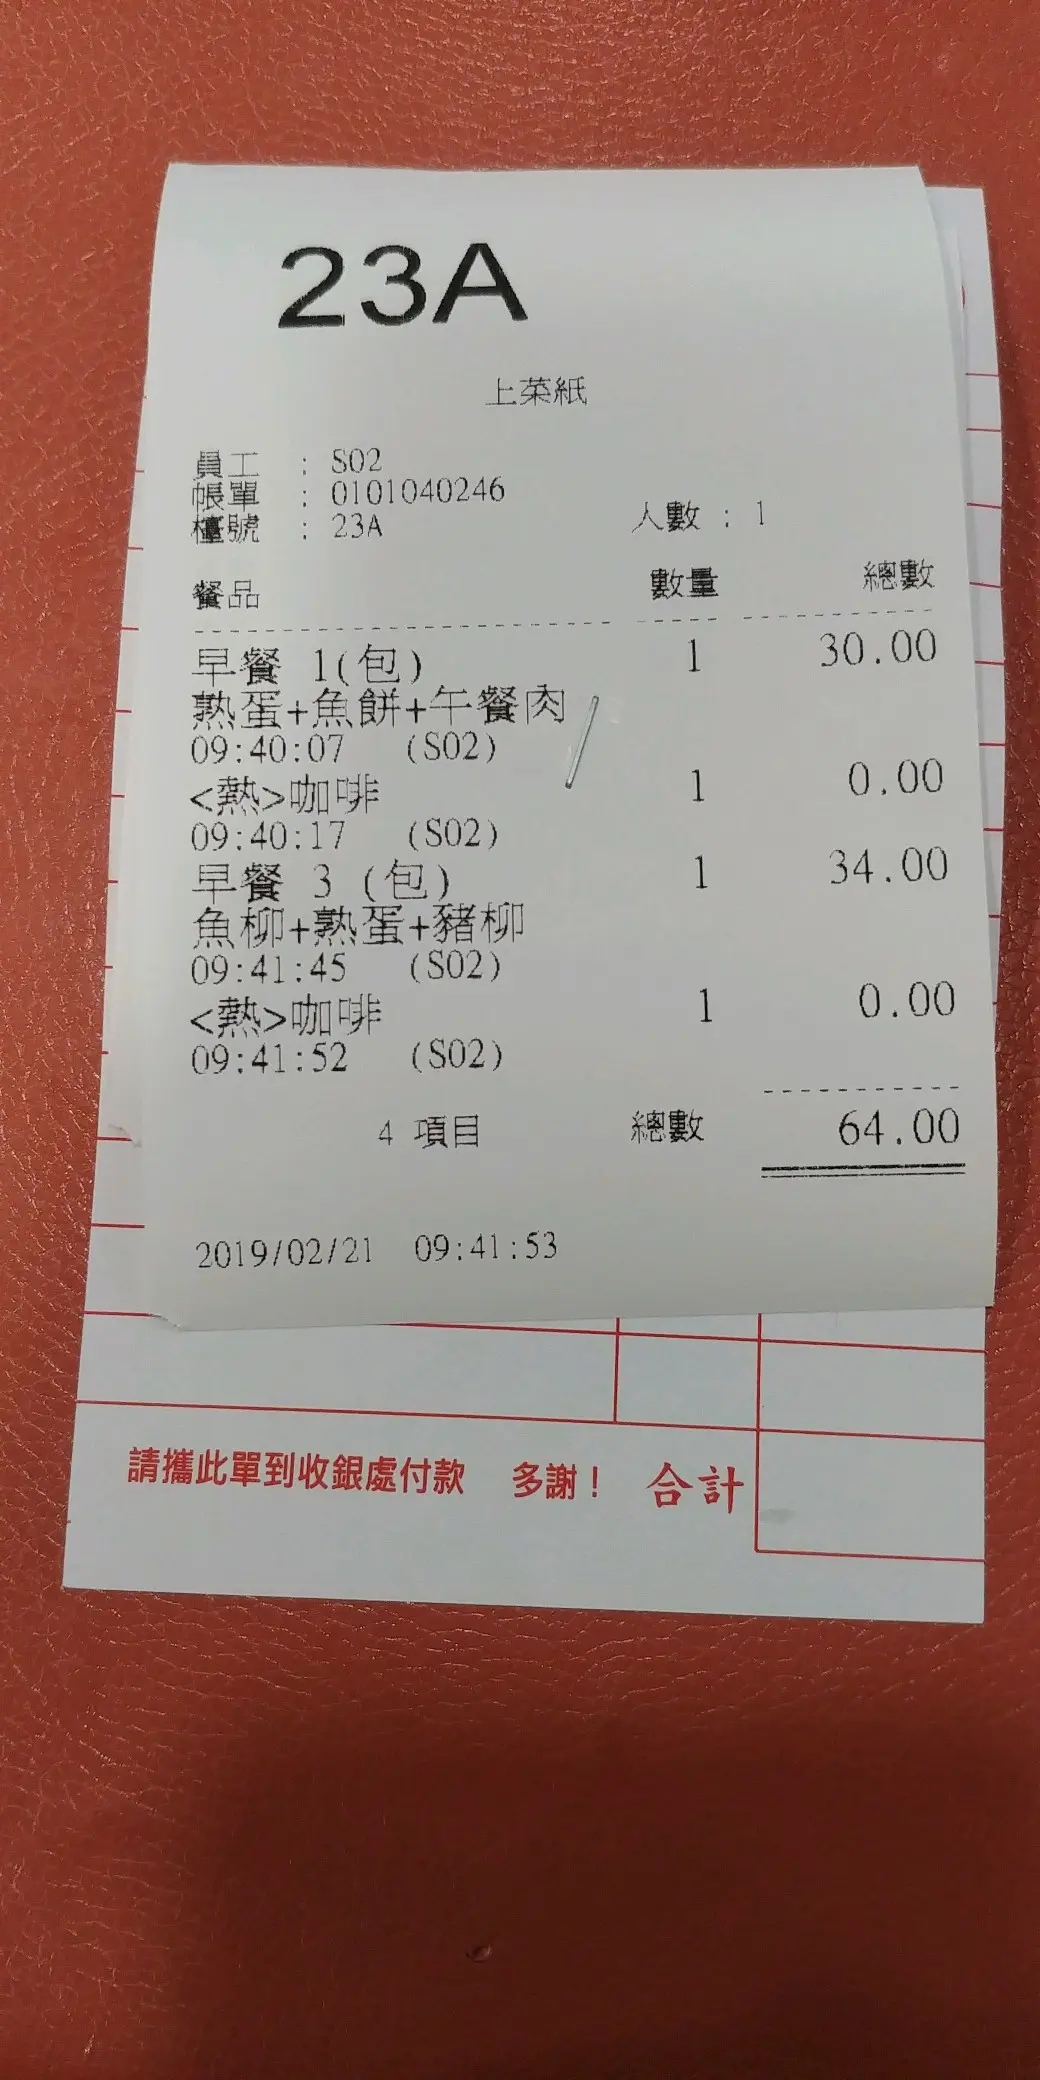 23A
上菜紙
員工 : S02
帳單 : 0101040246
檯號 : 23A 人數 : 1
餐品 數量 總數
早餐 1(包) 1 30.00
熟蛋+魚餅+午餐肉
09:40:07 (S02)
<熱>咖啡 1 0.00
09:40:17 (S02)
早餐 3 (包) 1 34.00
魚柳+熟蛋+豬柳
09:41:45 (S02)
<熱>咖啡 1 0.00
09:41:52 (S02)
4 項目 總數 64.00
2019/02/21 09:41:53
請攜此單到收銀處付款 多謝! 合計